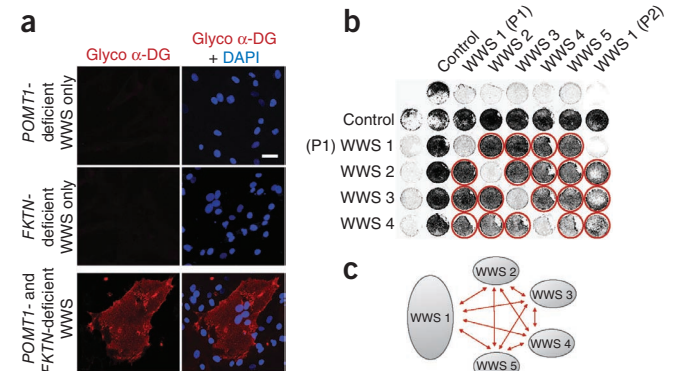 a
Glyco α-DG
Glyco α-DG
+ DAPI
POMT1-
deficient
WWS only
FKTN-
deficient
WWS only
POMT1- and
FKTN-deficient
WWS
b
Control
WWS 1 (P1)
WWS 2
WWS 3
WWS 4
WWS 5
WWS 1 (P2)
Control
(P1) WWS 1
WWS 2
WWS 3
WWS 4
c
WWS 2
WWS 3
WWS 1
WWS 4
WWS 5